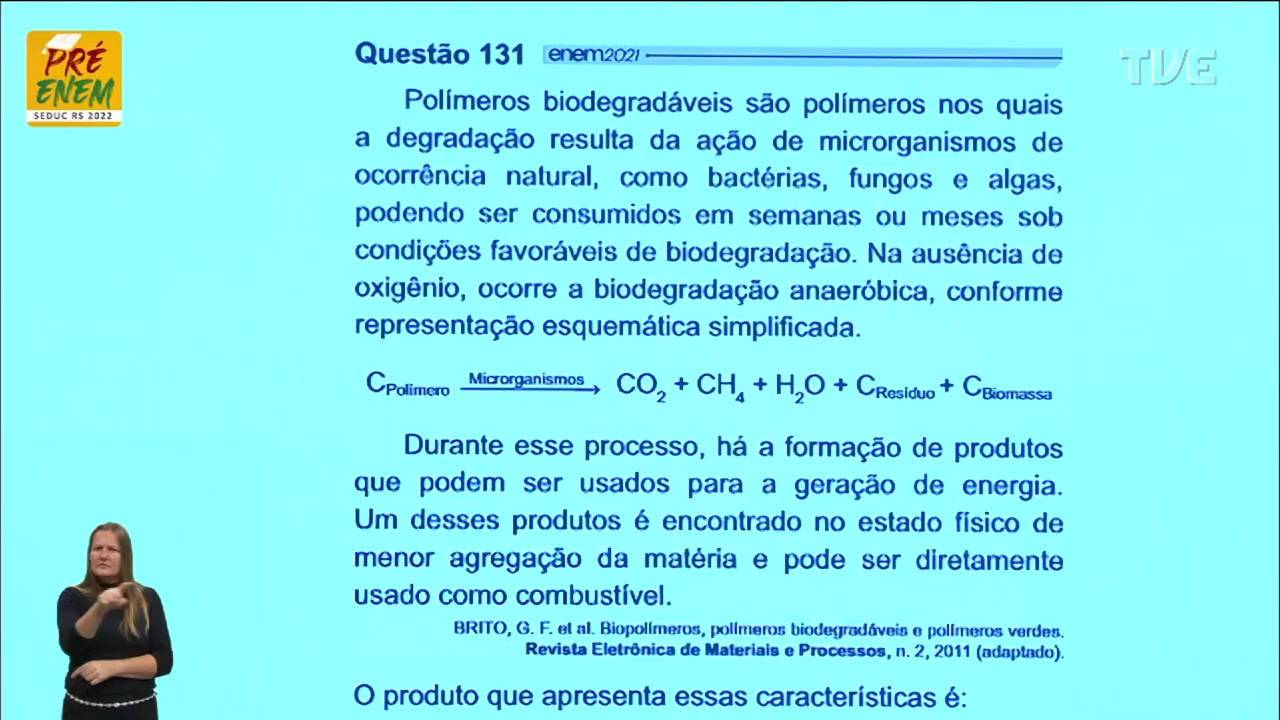 PRÉ
ENEM
SEDUC RS 2022
TVE
Questão 131 enem2021
Polímeros biodegradáveis são polímeros nos quais
a degradação resulta da ação de microrganismos de
ocorrência natural, como bactérias, fungos e algas,
podendo ser consumidos em semanas ou meses sob
condições favoráveis de biodegradação. Na ausência de
oxigênio, ocorre a biodegradação anaeróbica, conforme
representação esquemática simplificada.
C_Polímero —Microrganismos→ CO₂ + CH₄ + H₂O + C_Resíduo + C_Biomassa
Durante esse processo, há a formação de produtos
que podem ser usados para a geração de energia.
Um desses produtos é encontrado no estado físico de
menor agregação da matéria e pode ser diretamente
usado como combustível.
BRITO, G. F. et al. Biopolímeros, polímeros biodegradáveis e polímeros verdes.
Revista Eletrônica de Materiais e Processos, n. 2, 2011 (adaptado).
O produto que apresenta essas características é: